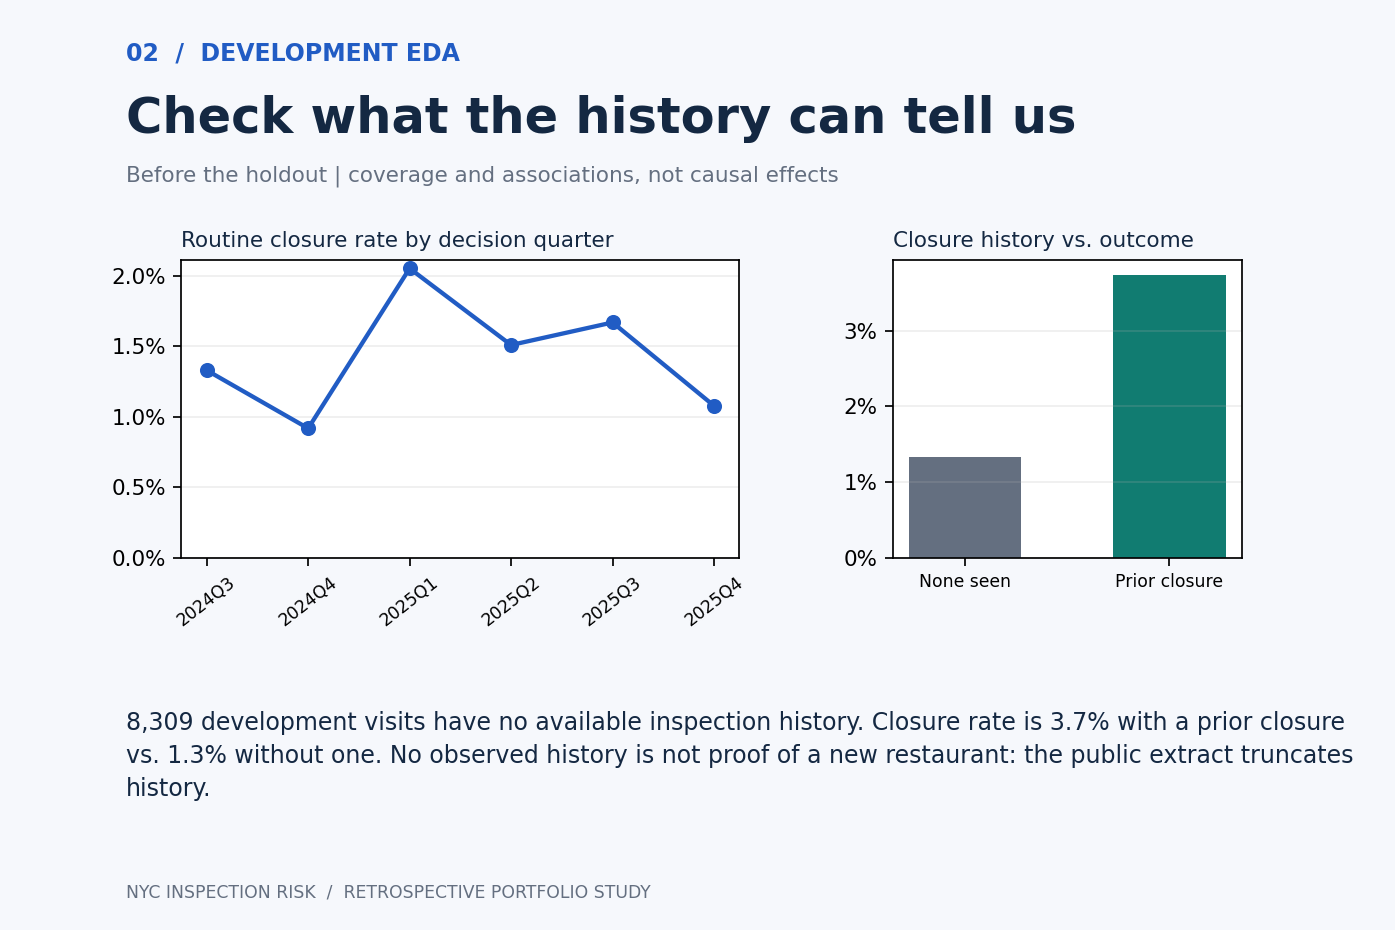 02 / DEVELOPMENT EDA
Check what the history can tell us
Before the holdout | coverage and associations, not causal effects
Routine closure rate by decision quarter
2.0%
1.5%
1.0%
0.5%
0.0%
2024Q3
2024Q4
2025Q1
2025Q2
2025Q3
2025Q4
Closure history vs. outcome
3%
2%
1%
0%
None seen
Prior closure
8,309 development visits have no available inspection history. Closure rate is 3.7% with a prior closure
vs. 1.3% without one. No observed history is not proof of a new restaurant: the public extract truncates
history.
NYC INSPECTION RISK / RETROSPECTIVE PORTFOLIO STUDY